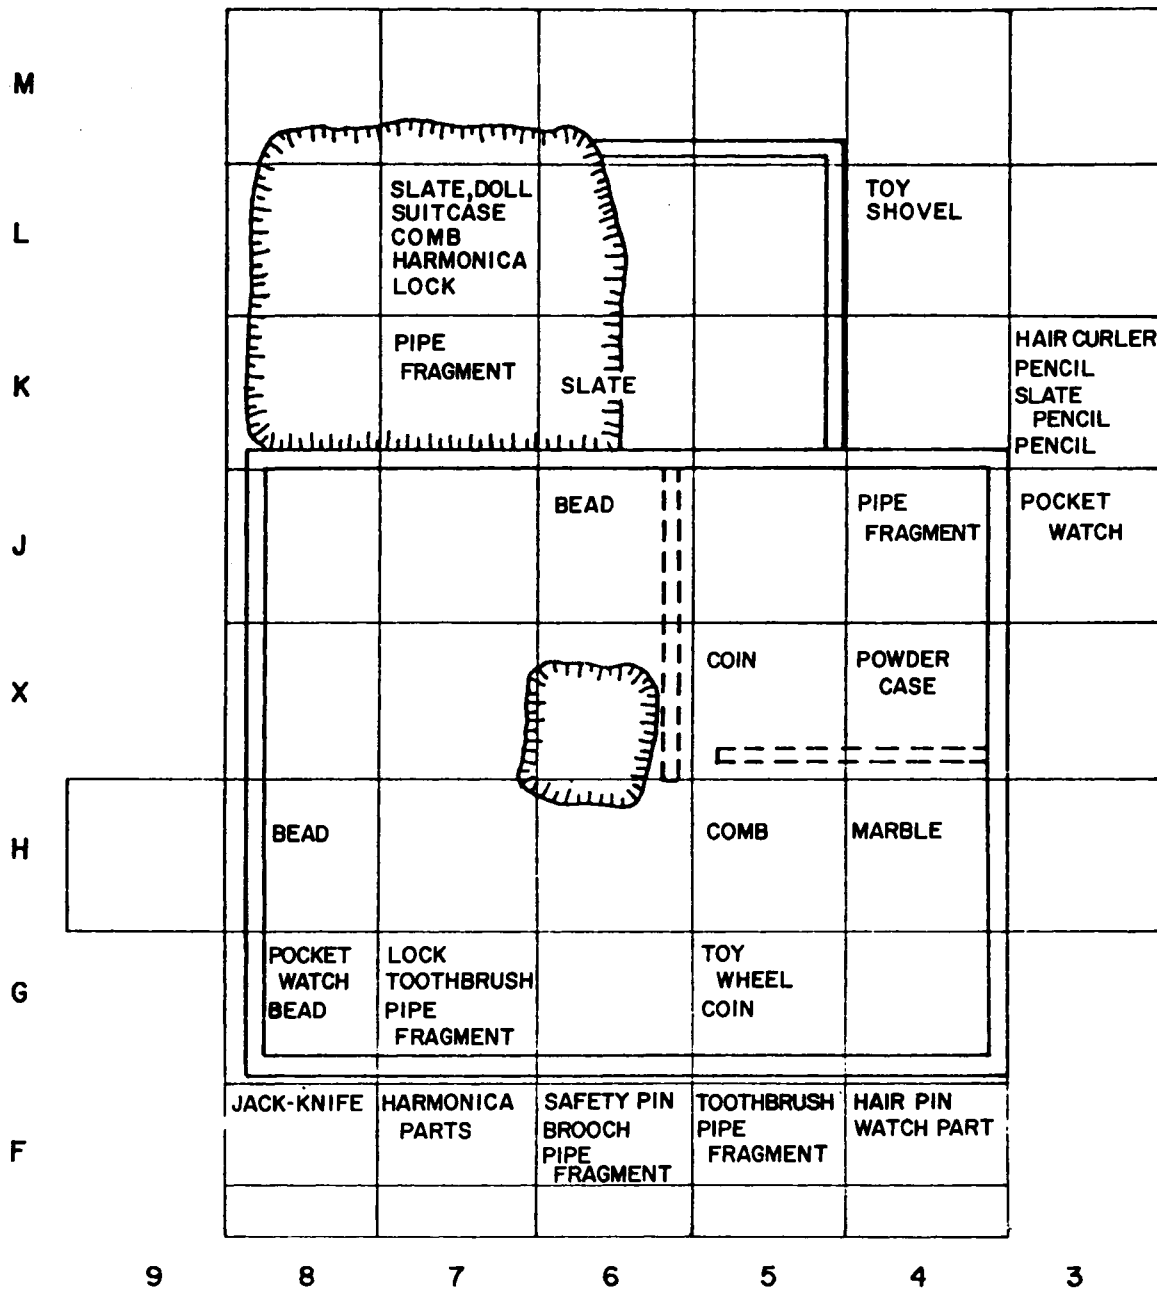 M
L
SLATE, DOLL
SUITCASE
COMB
HARMONICA
LOCK
TOY
SHOVEL
K
PIPE
FRAGMENT
SLATE
HAIR CURLER
PENCIL
SLATE
PENCIL
PENCIL
J
BEAD
PIPE
FRAGMENT
POCKET
WATCH
X
COIN
POWDER
CASE
H
BEAD
COMB
MARBLE
G
POCKET
WATCH
BEAD
LOCK
TOOTHBRUSH
PIPE
FRAGMENT
TOY
WHEEL
COIN
F
JACK-KNIFE
HARMONICA
PARTS
SAFETY PIN
BROOCH
PIPE
FRAGMENT
TOOTHBRUSH
PIPE
FRAGMENT
HAIR PIN
WATCH PART
9 8 7 6 5 4 3